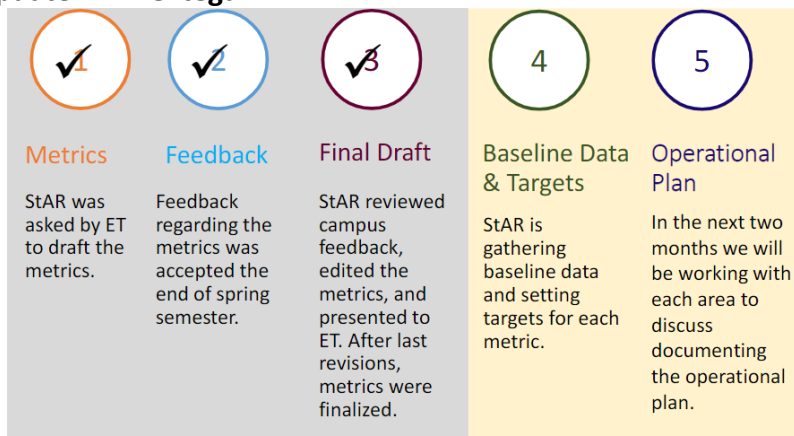 1
Metrics
StAR was
asked by ET
to draft the
metrics.
2
Feedback
Feedback
regarding the
metrics was
accepted the
end of spring
semester.
3
Final Draft
StAR reviewed
campus
feedback,
edited the
metrics, and
presented to
ET. After last
revisions,
metrics were
finalized.
4
Baseline Data
& Targets
StAR is
gathering
baseline data
and setting
targets for each
metric.
5
Operational
Plan
In the next two
months we will
be working with
each area to
discuss
documenting
the operational
plan.